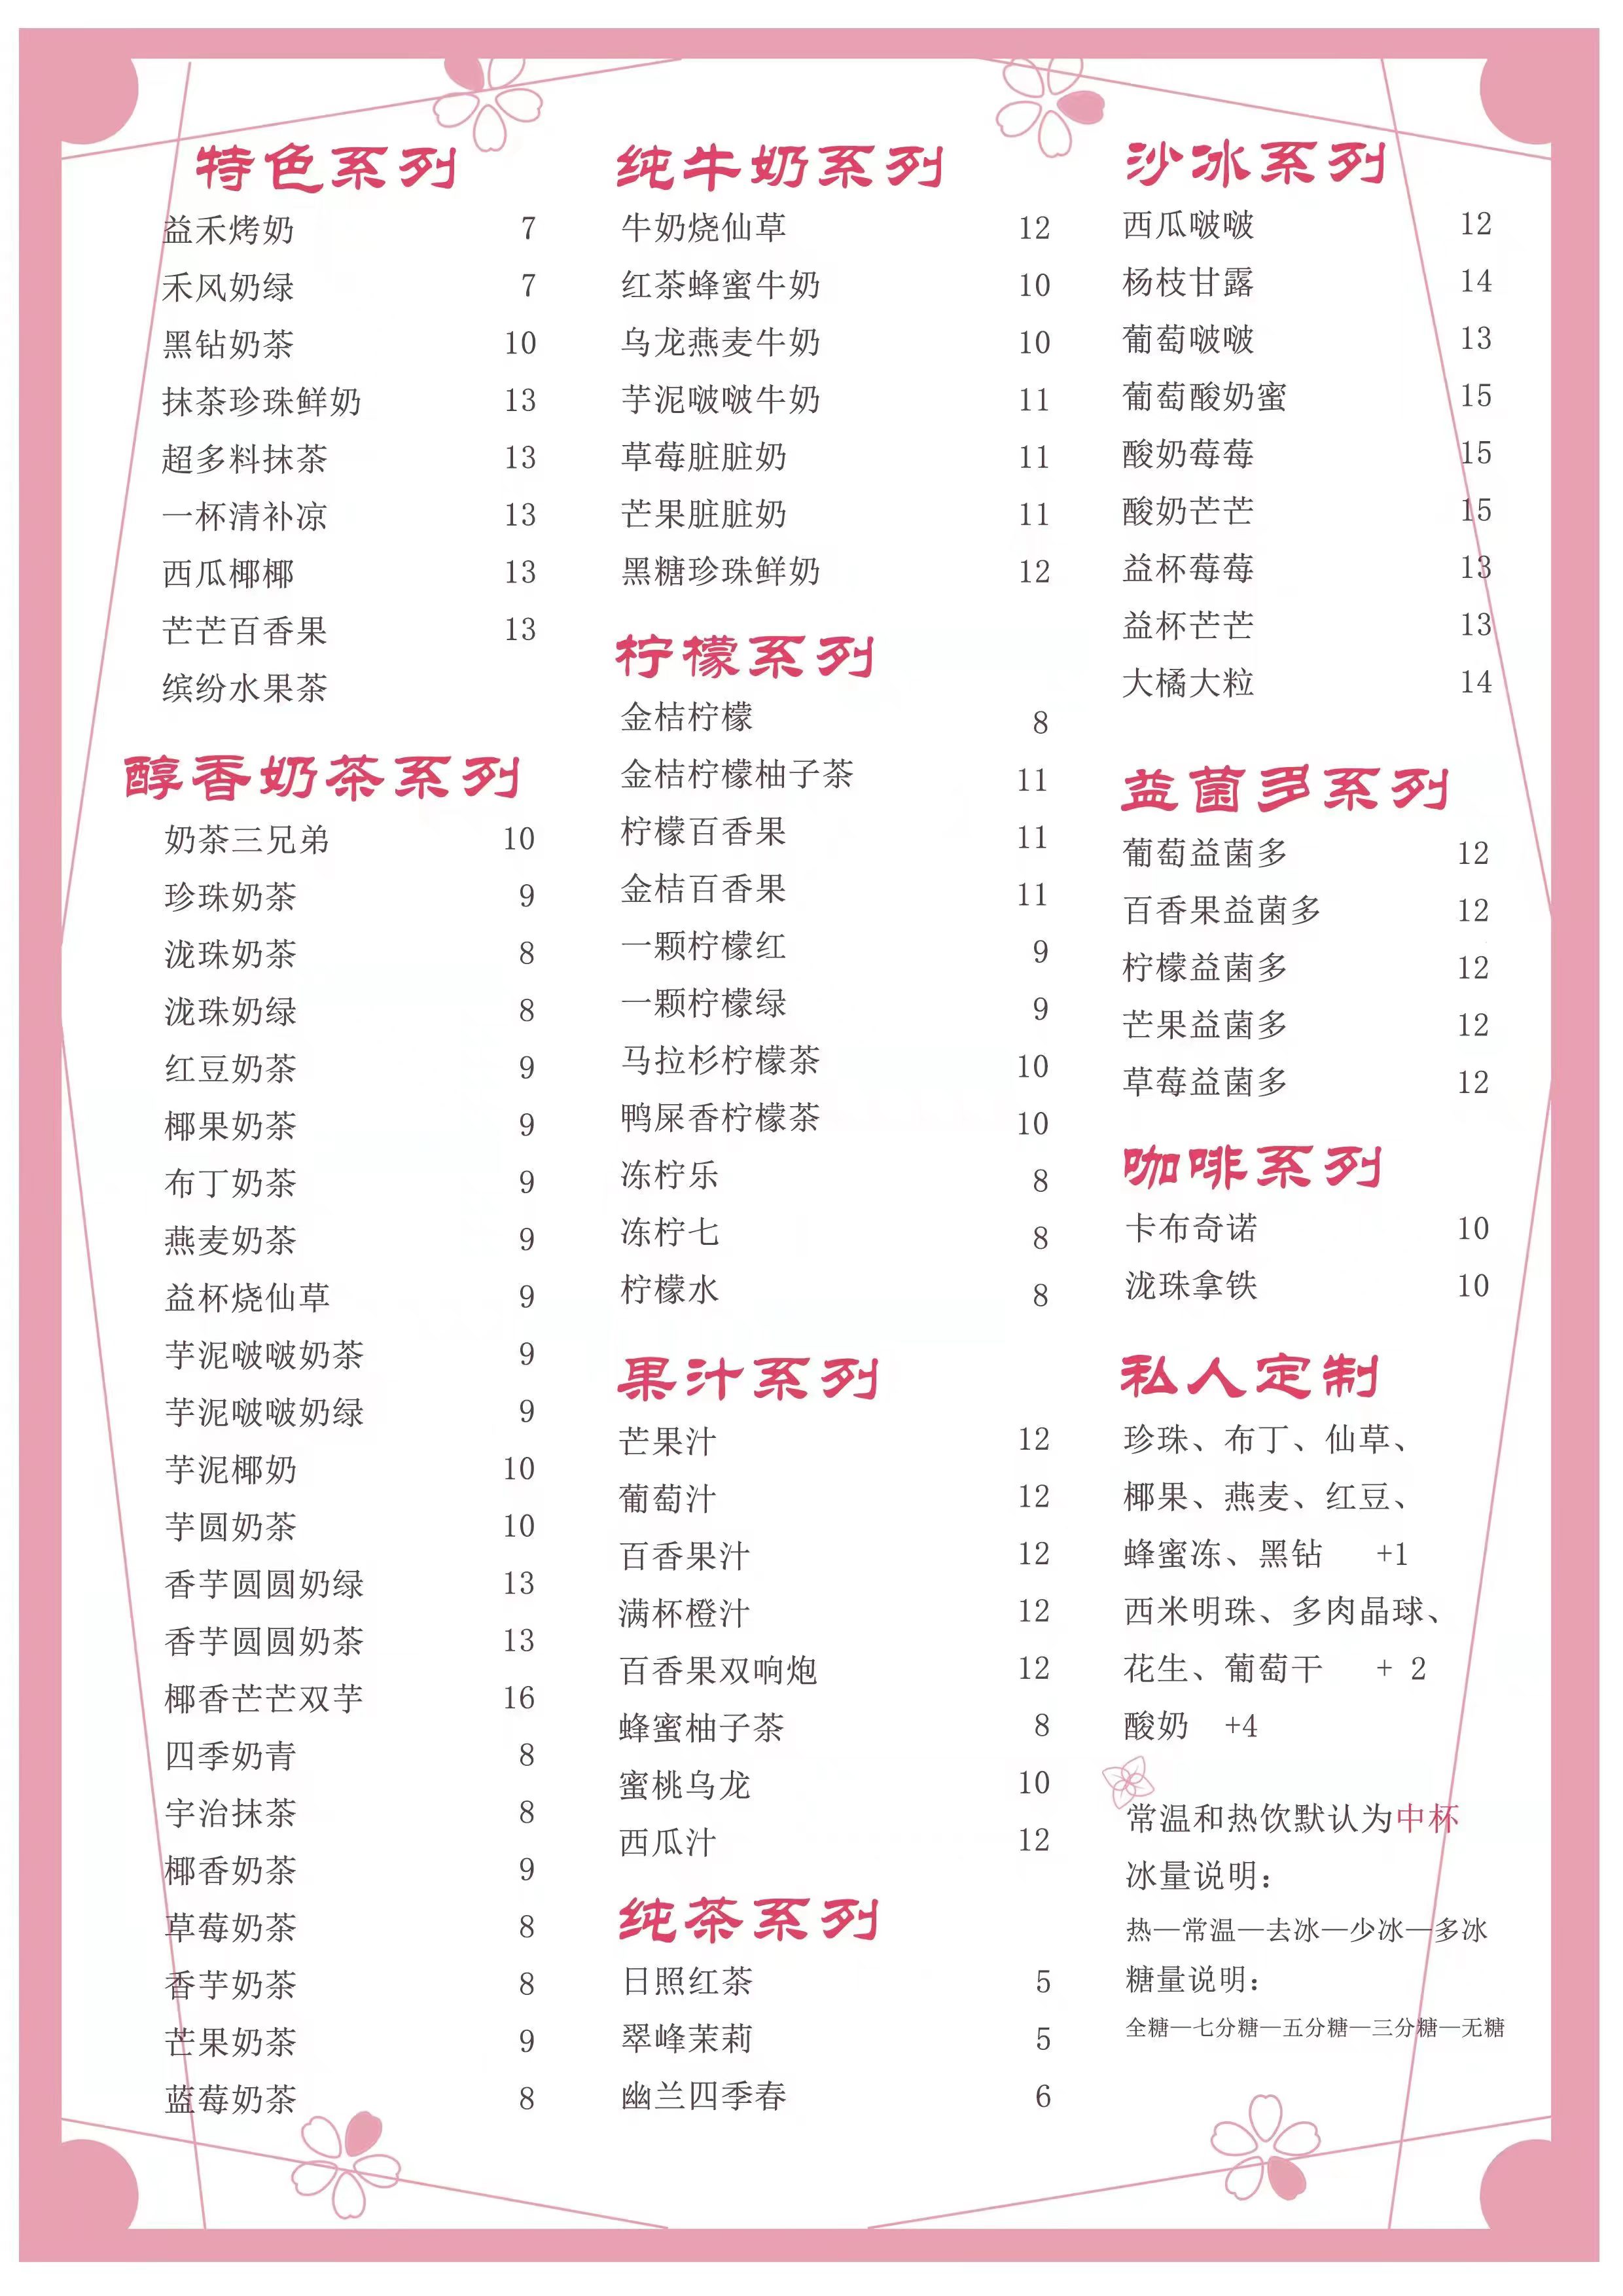 特色系列
益禾烤奶 7
禾风奶绿 7
黑钻奶茶 10
抹茶珍珠鲜奶 13
超多料抹茶 13
一杯清补凉 13
西瓜椰椰 13
芒芒百香果 13
缤纷水果茶
醇香奶茶系列
奶茶三兄弟 10
珍珠奶茶 9
泷珠奶茶 8
泷珠奶绿 8
红豆奶茶 9
椰果奶茶 9
布丁奶茶 9
燕麦奶茶 9
益杯烧仙草 9
芋泥啵啵奶茶 9
芋泥啵啵奶绿 9
芋泥椰奶 10
芋圆奶茶 10
香芋圆圆奶绿 13
香芋圆圆奶茶 13
椰香芒芒双芋 16
四季奶青 8
宇治抹茶 8
椰香奶茶 9
草莓奶茶 8
香芋奶茶 8
芒果奶茶 9
蓝莓奶茶 8
纯牛奶系列
牛奶烧仙草 12
红茶蜂蜜牛奶 10
乌龙燕麦牛奶 10
芋泥啵啵牛奶 11
草莓脏脏奶 11
芒果脏脏奶 11
黑糖珍珠鲜奶 12
柠檬系列
金桔柠檬 8
金桔柠檬柚子茶 11
柠檬百香果 11
金桔百香果 11
一颗柠檬红 9
一颗柠檬绿 9
马拉杉柠檬茶 10
鸭屎香柠檬茶 10
冻柠乐 8
冻柠七 8
柠檬水 8
果汁系列
芒果汁 12
葡萄汁 12
百香果汁 12
满杯橙汁 12
百香果双响炮 12
蜂蜜柚子茶 8
蜜桃乌龙 10
西瓜汁 12
纯茶系列
日照红茶 5
翠峰茉莉 5
幽兰四季春 6
沙冰系列
西瓜啵啵 12
杨枝甘露 14
葡萄啵啵 13
葡萄酸奶蜜 15
酸奶莓莓 15
酸奶芒芒 15
益杯莓莓 13
益杯芒芒 13
大橘大粒 14
益菌多系列
葡萄益菌多 12
百香果益菌多 12
柠檬益菌多 12
芒果益菌多 12
草莓益菌多 12
咖啡系列
卡布奇诺 10
泷珠拿铁 10
私人定制
珍珠、布丁、仙草、
椰果、燕麦、红豆、
蜂蜜冻、黑钻 +1
西米明珠、多肉晶球、
花生、葡萄干 + 2
酸奶 +4
常温和热饮默认为中杯
冰量说明：
热—常温—去冰—少冰—多冰
糖量说明：
全糖—七分糖—五分糖—三分糖—无糖